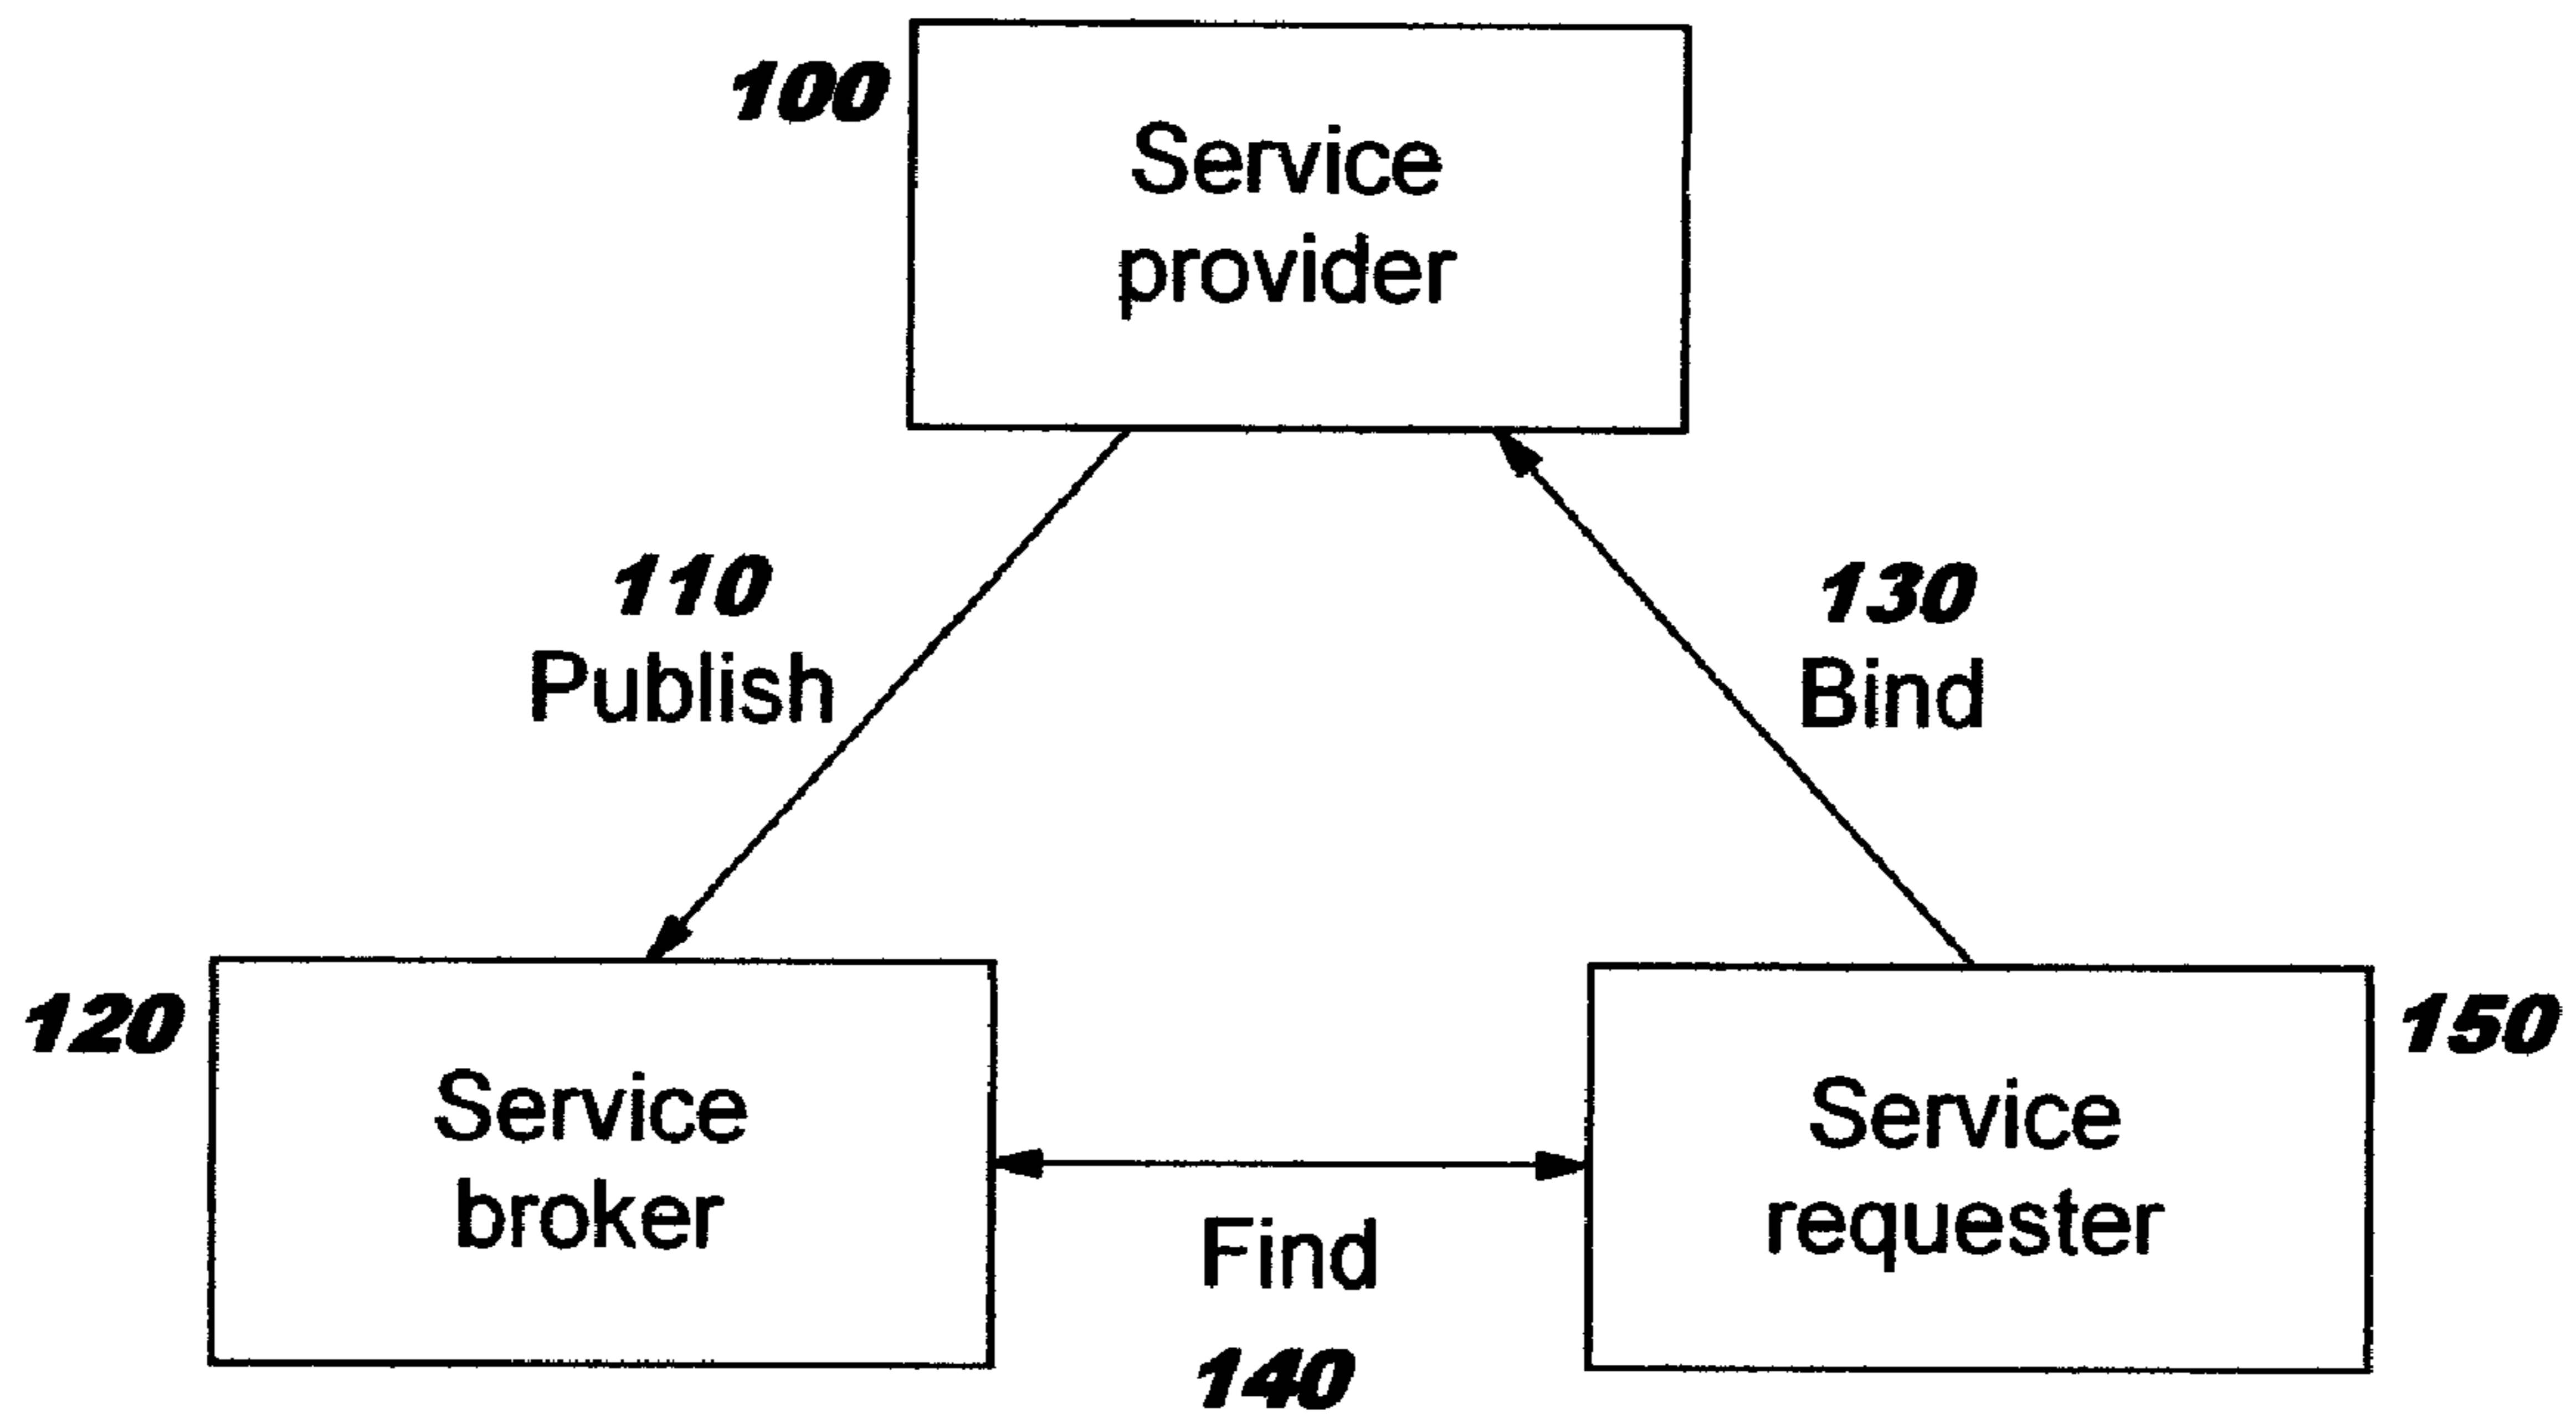 100
Service
provider
110
Publish
130
Bind
120
Service
broker
150
Service
requester
Find
140